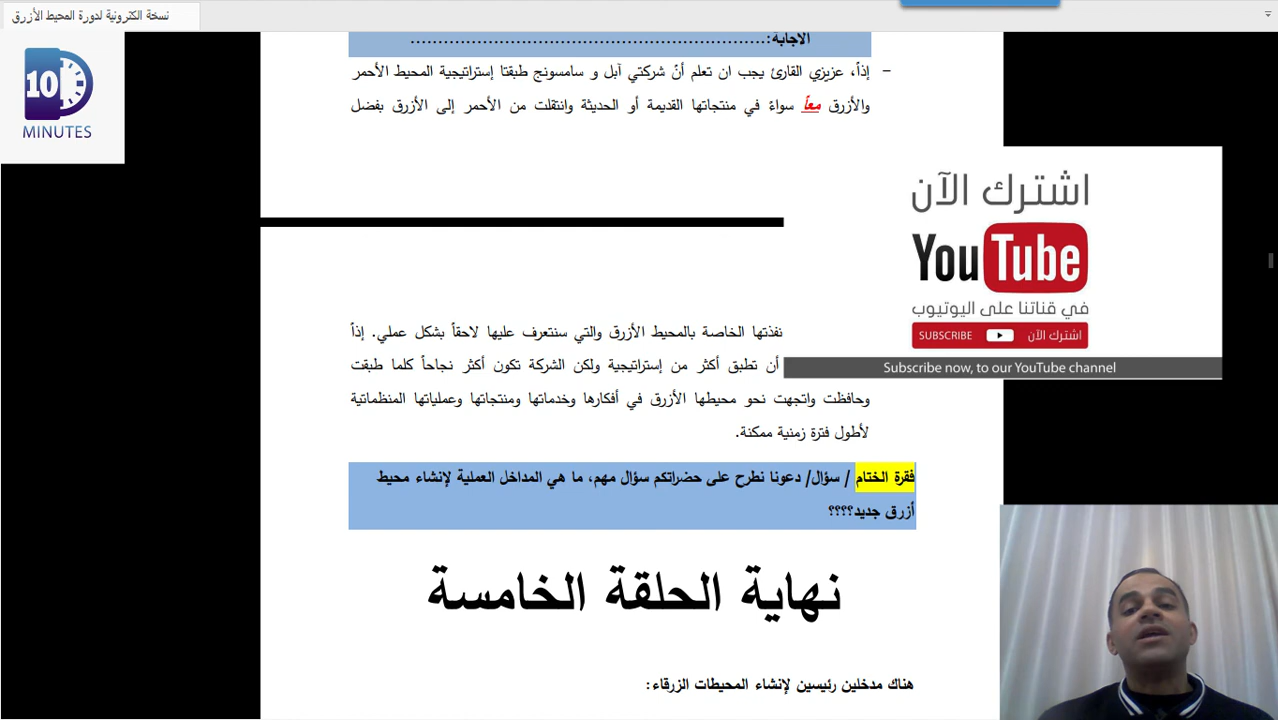 نسخة الكترونية لدورة المحيط الأزرق
10
MINUTES
الاجابة:................................................................
- إذاً، عزيزي القارئ يجب ان تعلم أنّ شركتي آبل و سامسونج طبقتا إستراتيجية المحيط الأحمر
والأزرق معاً سواءً في منتجاتها القديمة أو الحديثة وانتقلت من الأحمر إلى الأزرق بفضل
اشترك الآن
YouTube
في قناتنا على اليوتيوب
SUBSCRIBE اشترك الآن
Subscribe now, to our YouTube channel
نفذتها الخاصة بالمحيط الأزرق والتي سنتعرف عليها لاحقاً بشكل عملي. إذاً
أن تطبق أكثر من إستراتيجية ولكن الشركة تكون أكثر نجاحاً كلما طبقت
وحافظت واتجهت نحو محيطها الأزرق في أفكارها وخدماتها ومنتجاتها وعملياتها المنظماتية
لأطول فترة زمنية ممكنة.
فقرة الختام / سؤال/ دعونا نطرح على حضراتكم سؤال مهم، ما هي المداخل العملية لإنشاء محيط
أزرق جديد؟؟؟؟
نهاية الحلقة الخامسة
هناك مدخلين رئيسين لإنشاء المحيطات الزرقاء: